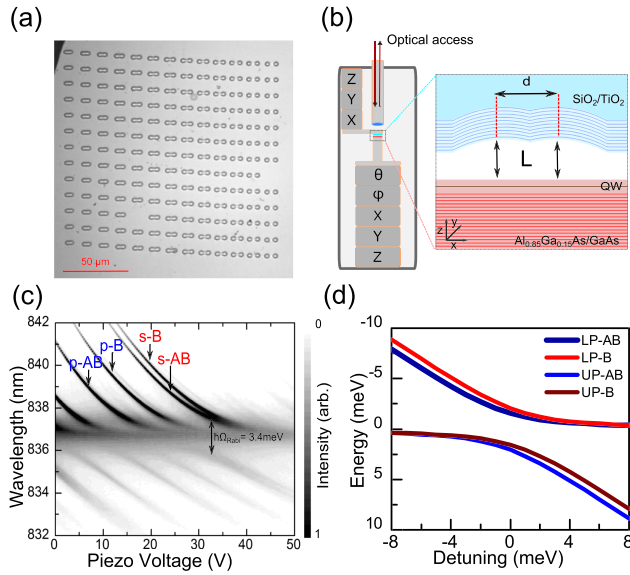 (a)
50 µm
(b)
Optical access
Z
Y
X
θ
φ
X
Y
Z
d
SiO₂/TiO₂
L
QW
z
y
x
Al₀.₈₅Ga₀.₁₅As/GaAs
(c)
Wavelength (nm)
842
840
838
836
834
832
p-AB
p-B
s-B
s-AB
ħΩRabi= 3.4meV
0
10
20
30
40
50
Piezo Voltage (V)
0
Intensity (arb.)
1
(d)
Energy (meV)
-10
-5
0
5
10
LP-AB
LP-B
UP-AB
UP-B
-8
-4
0
4
8
Detuning (meV)